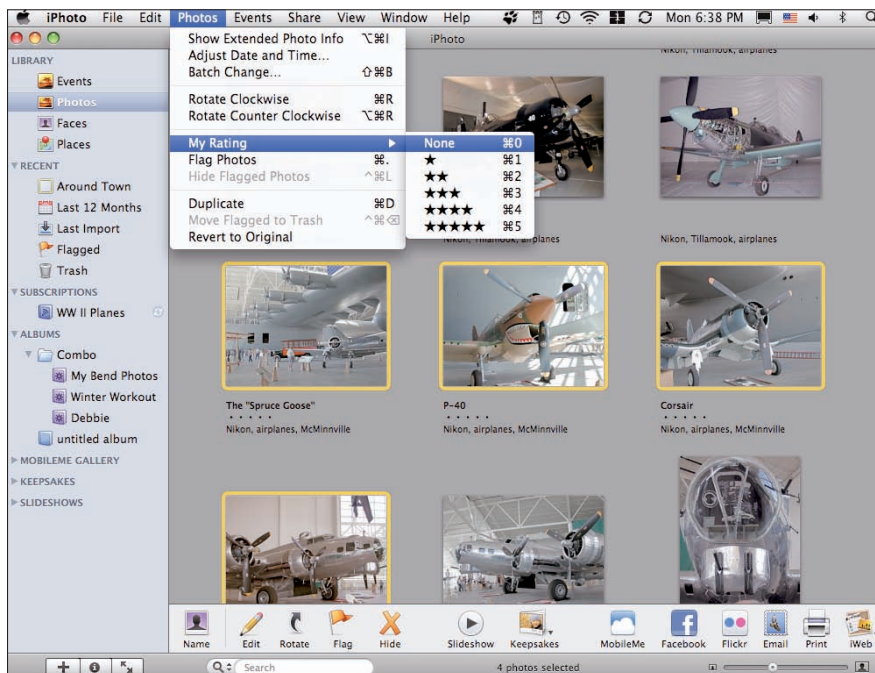 iPhoto File Edit Photos Events Share View Window Help Mon 6:38 PM
iPhoto
LIBRARY
Events
Photos
Faces
Places
RECENT
Around Town
Last 12 Months
Last Import
Flagged
Trash
SUBSCRIPTIONS
WW II Planes
ALBUMS
Combo
My Bend Photos
Winter Workout
Debbie
untitled album
MOBILEME GALLERY
KEEPSAKES
SLIDESHOWS
Show Extended Photo Info ⌥⌘I
Adjust Date and Time...
Batch Change... ⇧⌘B
Rotate Clockwise ⌘R
Rotate Counter Clockwise ⌥⌘R
My Rating ▶
Flag Photos ⌘.
Hide Flagged Photos ^⌘L
Duplicate ⌘D
Move Flagged to Trash ^⌘⌫
Revert to Original
None ⌘0
★ ⌘1
★★ ⌘2
★★★ ⌘3
★★★★ ⌘4
★★★★★ ⌘5
Nikon, Tillamook, airplanes
Nikon, Tillamook, airplanes
Nikon, Tillamook, airplanes
The "Spruce Goose"
Nikon, airplanes, McMinnville
P-40
Nikon, airplanes, McMinnville
Corsair
Nikon, airplanes, McMinnville
Name Edit Rotate Flag Hide Slideshow Keepsakes MobileMe Facebook Flickr Email Print iWeb
Search
4 photos selected